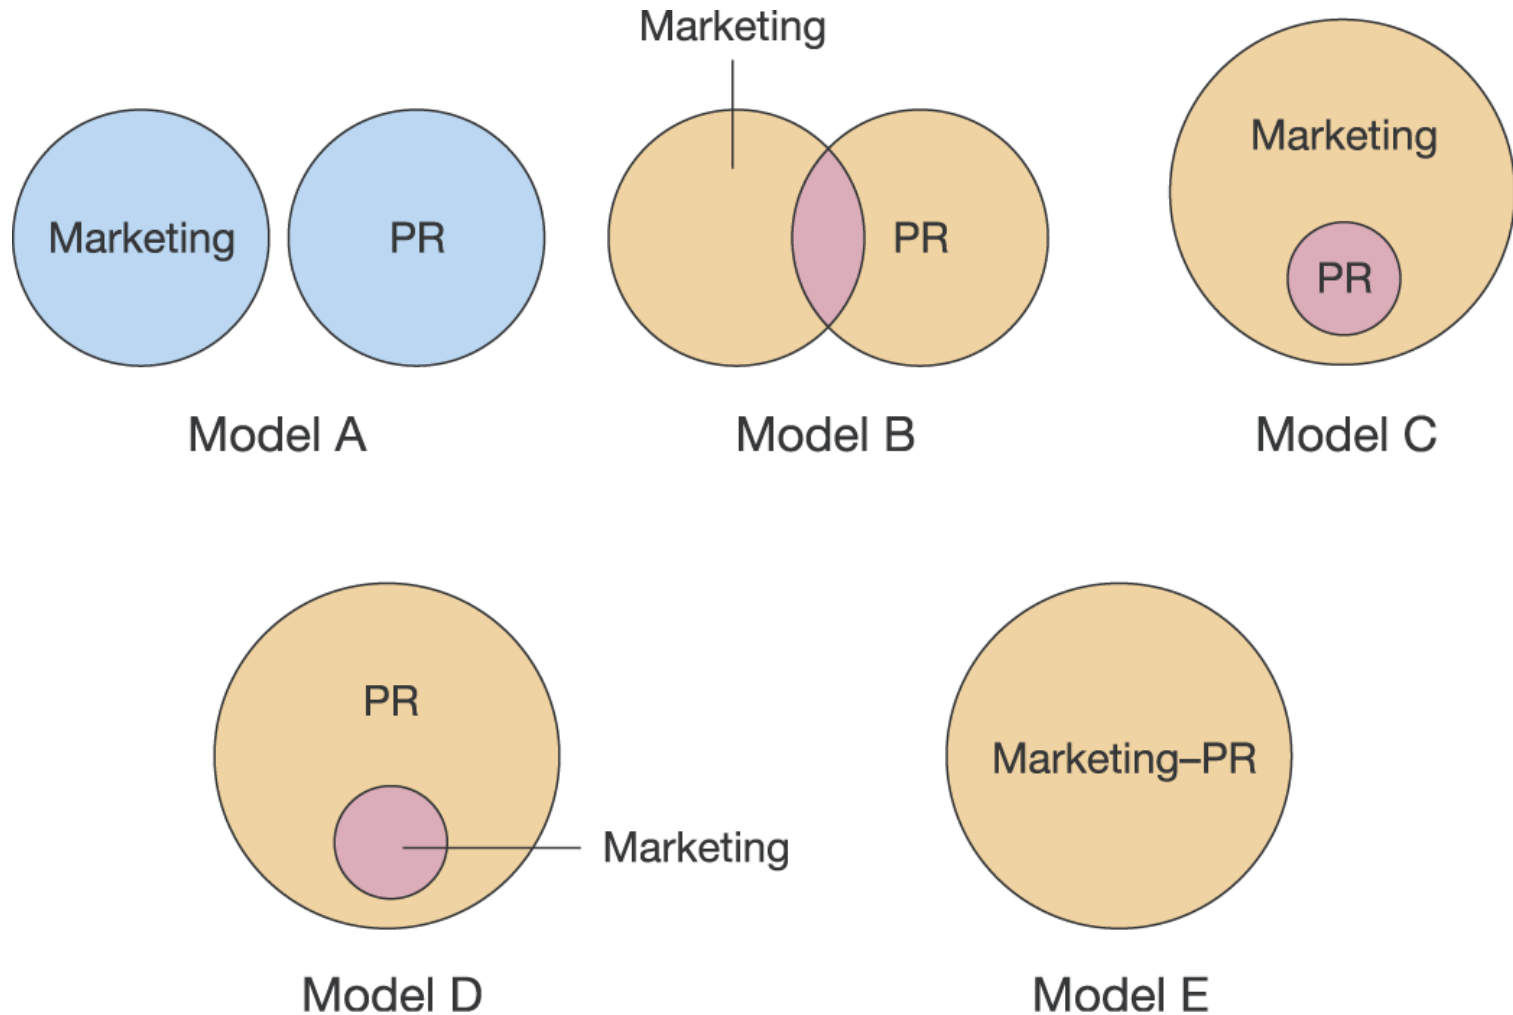 Marketing
Marketing
PR
PR
Marketing
PR
Model A
Model B
Model C
PR
Marketing
Marketing–PR
Model D
Model E